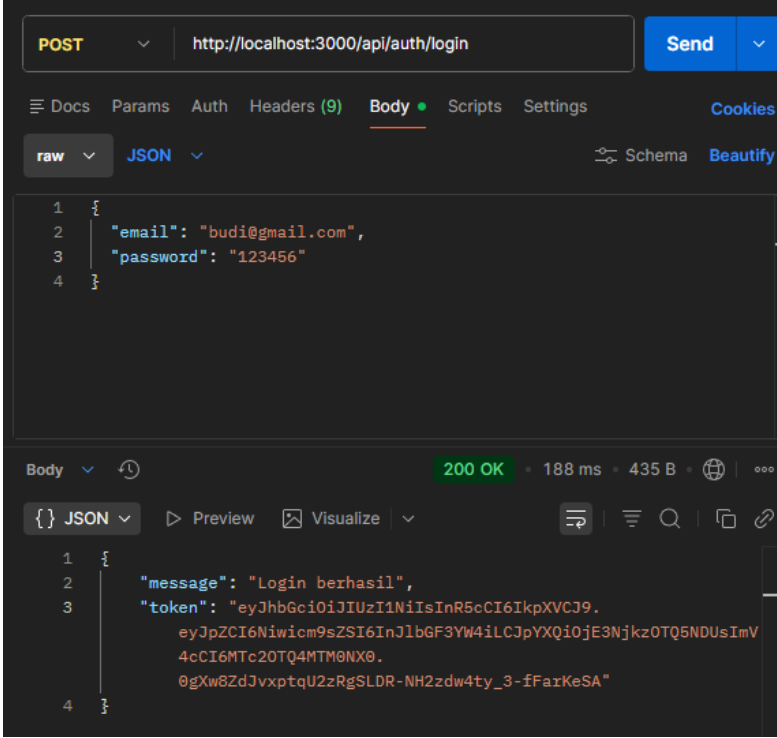 POST http://localhost:3000/api/auth/login Send
Docs Params Auth Headers (9) Body Scripts Settings Cookies
raw JSON Schema Beautify
1 {
2 "email": "budi@gmail.com",
3 "password": "123456"
4 }
Body 200 OK 188 ms 435 B
{} JSON Preview Visualize
1 {
2 "message": "Login berhasil",
3 "token": "eyJhbGciOiJIUzI1NiIsInR5cCI6IkpXVCJ9.
eyJpZCI6Niwicm9sZSI6InJlbGF3YW4iLCJpYXQiOjE3NjkzOTQ5NDUsImV
4cCI6MTc2OTQ4MTM0NX0.
0gXw8ZdJvxptqU2zRgSLDR-NH2zdw4ty_3-fFarKeSA"
4 }